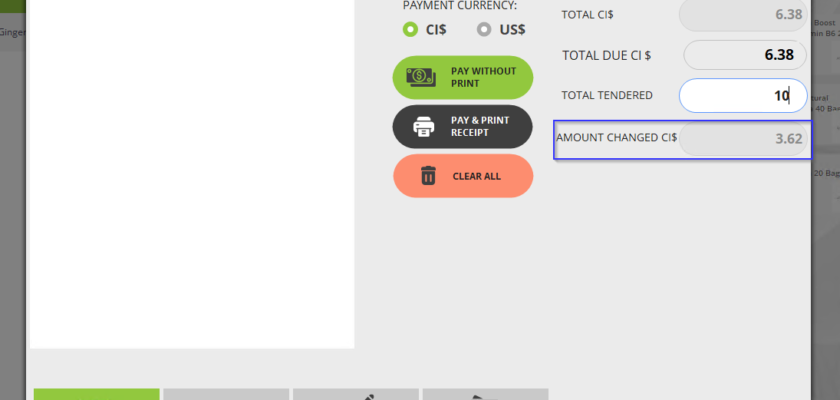 PAYMENT CURRENCY:
CI$ US$
PAY WITHOUT
PRINT
PAY & PRINT
RECEIPT
CLEAR ALL
TOTAL CI$ 6.38
TOTAL DUE CI $ 6.38
TOTAL TENDERED 10
AMOUNT CHANGED CI$ 3.62
Ginger
Boost
min B6 2
tural
40 Ba
20 Bag